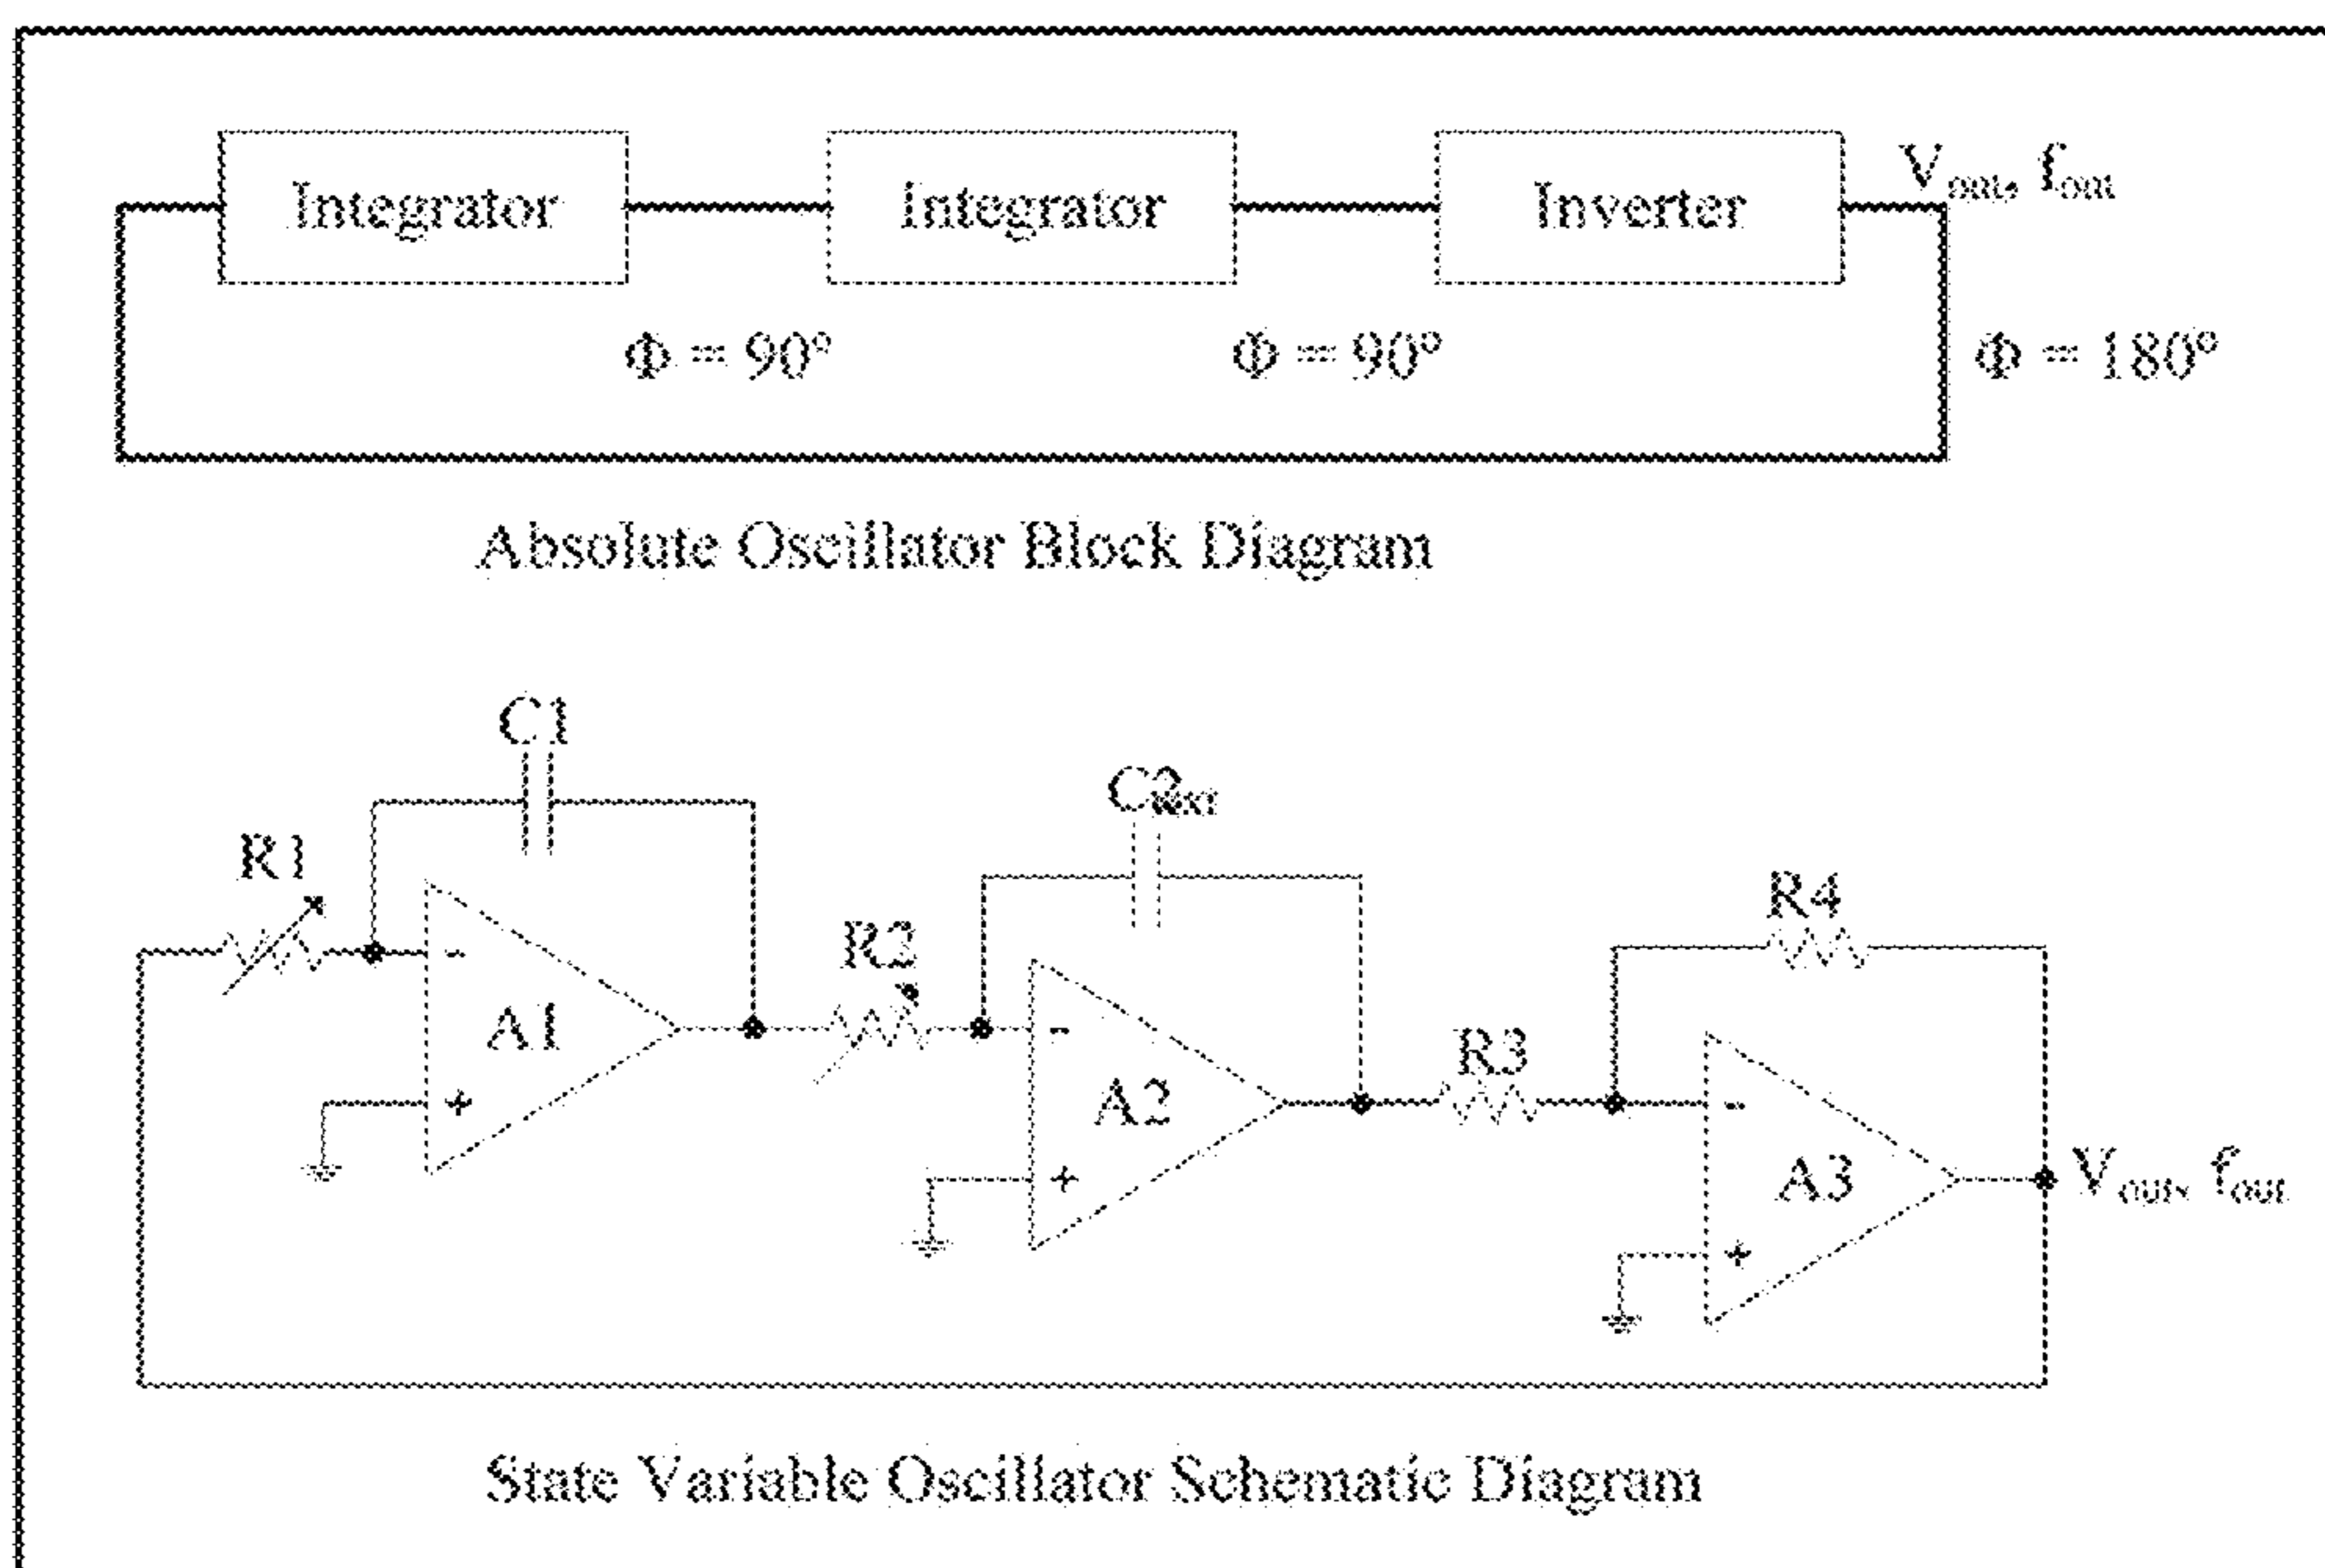 Integrator
Integrator
Inverter
Vout, fout
Φ = 90°
Φ = 90°
Φ = 180°
Absolute Oscillator Block Diagram
C1
R1
A1
-
+
R2
C2
A2
-
+
R3
R4
A3
-
+
Vout, fout
State Variable Oscillator Schematic Diagram